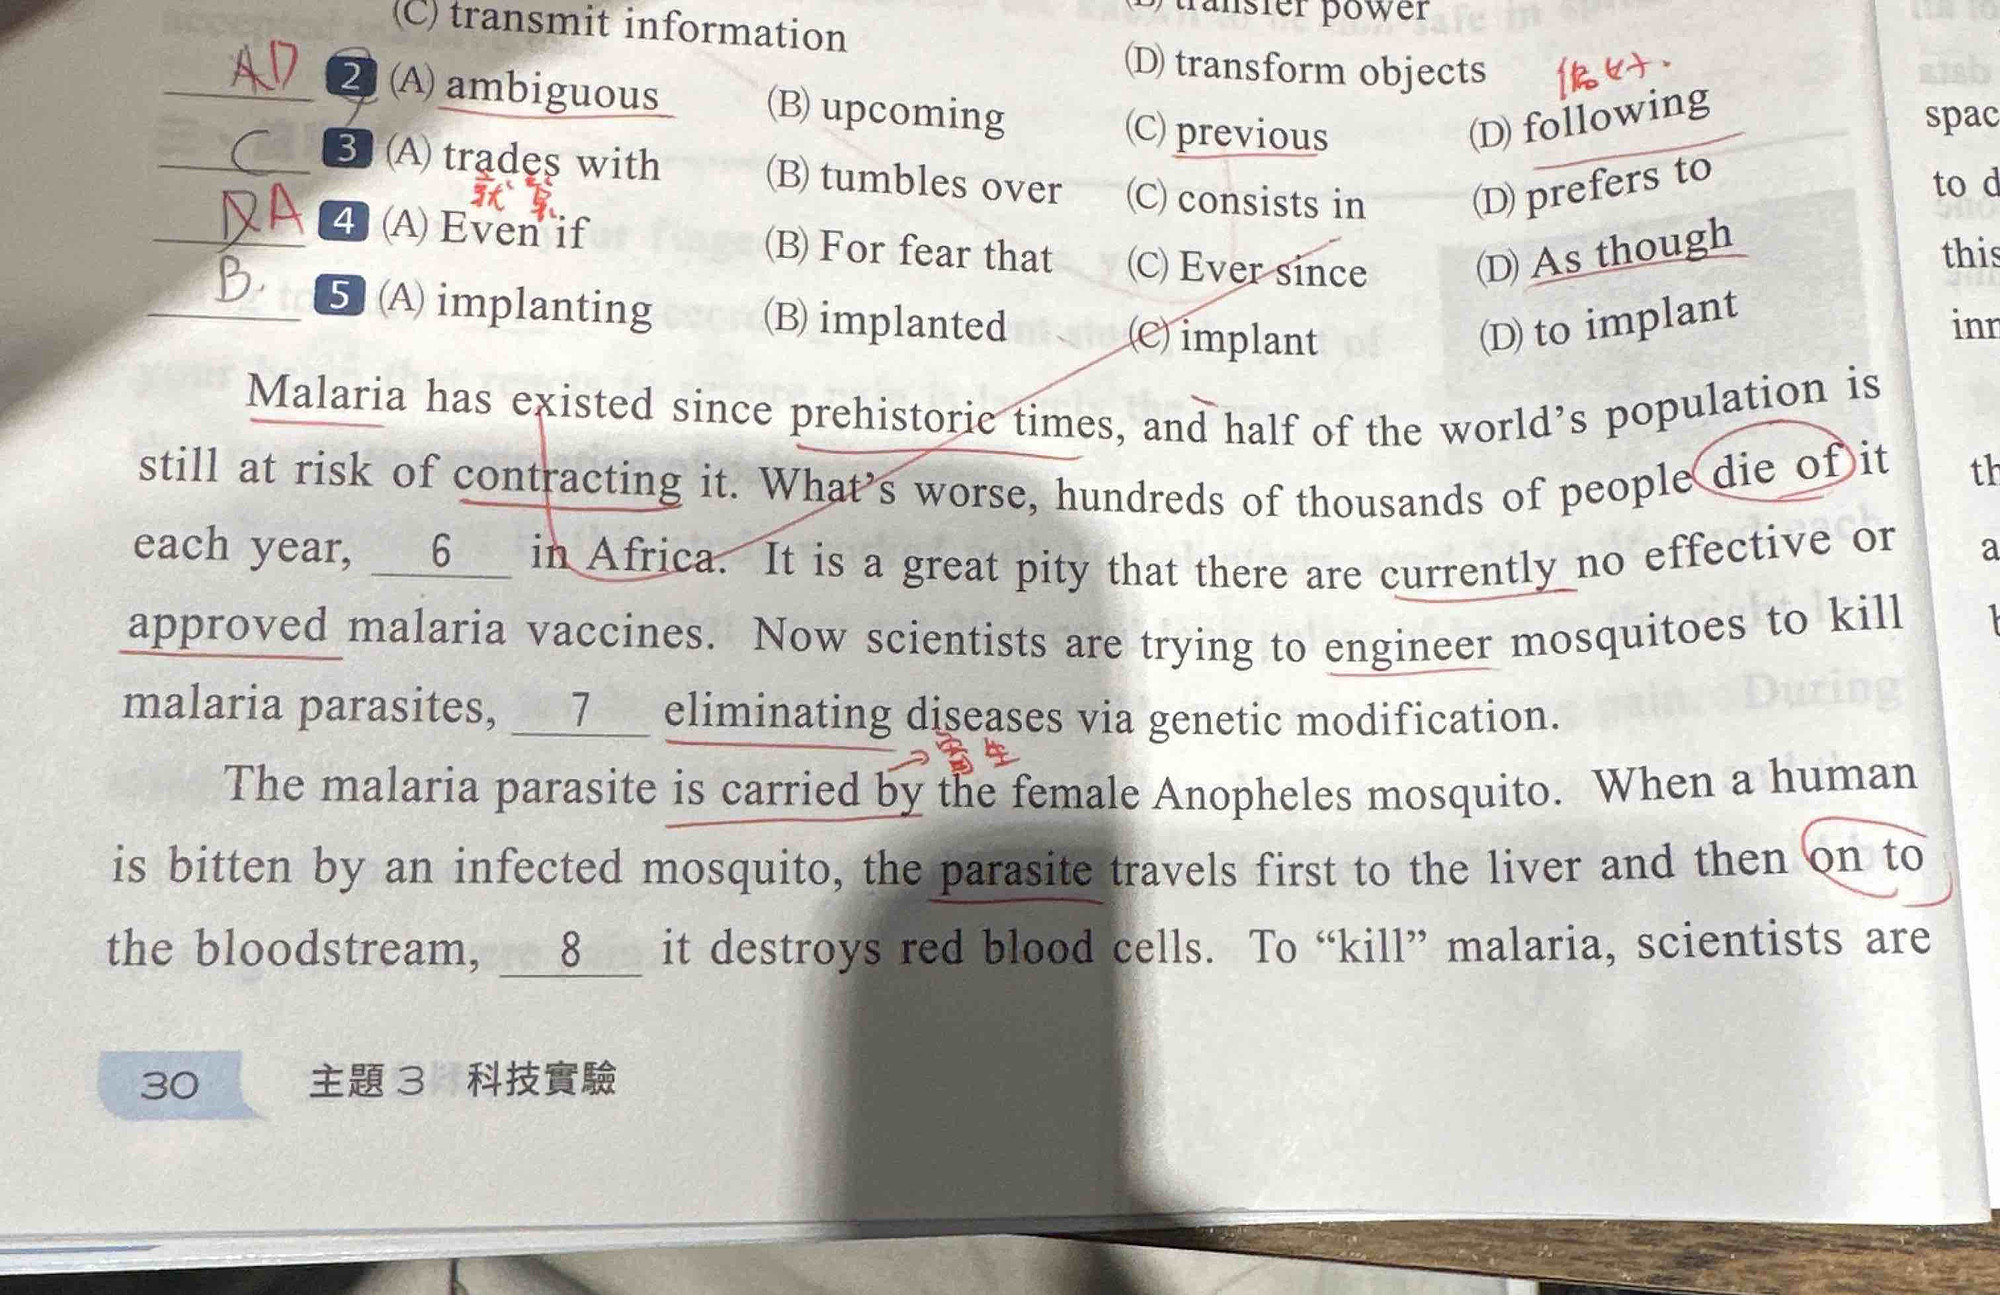 (C) transmit information
transfer power
AD 2 (A) ambiguous (B) upcoming (C) previous (D) following
(D) transform objects
C 3 (A) trades with (B) tumbles over (C) consists in (D) prefers to
A 4 (A) Even if (B) For fear that (C) Ever since (D) As though
B. 5 (A) implanting (B) implanted (C) implant (D) to implant
Malaria has existed since prehistoric times, and half of the world's population is
still at risk of contracting it. What's worse, hundreds of thousands of people die of it
each year, 6 in Africa. It is a great pity that there are currently no effective or
approved malaria vaccines. Now scientists are trying to engineer mosquitoes to kill
malaria parasites, 7 eliminating diseases via genetic modification.
The malaria parasite is carried by the female Anopheles mosquito. When a human
is bitten by an infected mosquito, the parasite travels first to the liver and then on to
the bloodstream, 8 it destroys red blood cells. To "kill" malaria, scientists are
30 主題 3 科技實驗
spac
to d
this
inn
th
a